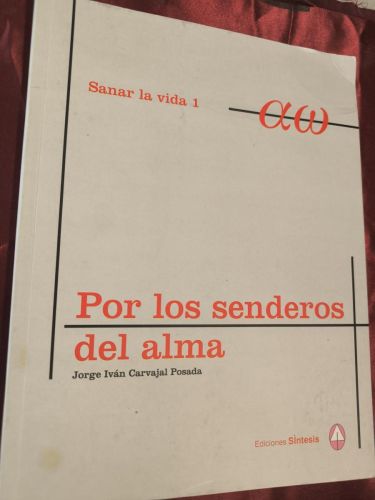 Sanar la vida 1
αω
Por los senderos
del alma
Jorge Iván Carvajal Posada
Ediciones Síntesis